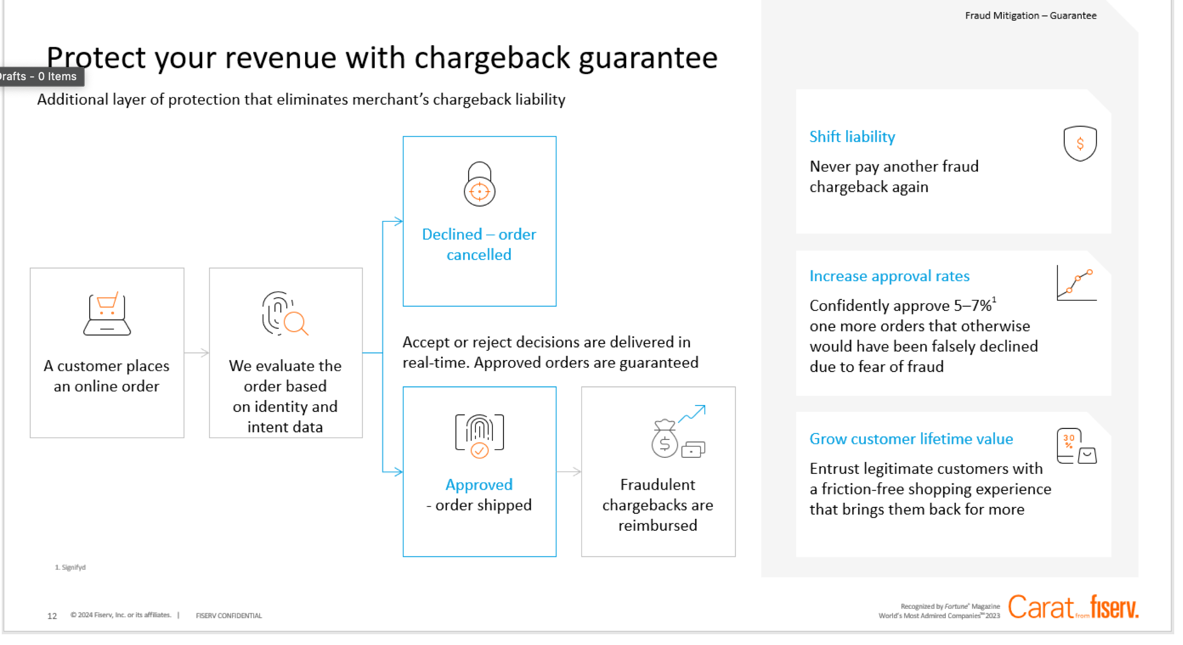 Fraud Mitigation – Guarantee
Protect your revenue with chargeback guarantee
Drafts - 0 Items
Additional layer of protection that eliminates merchant's chargeback liability
A customer places
an online order
We evaluate the
order based
on identity and
intent data
Declined – order
cancelled
Accept or reject decisions are delivered in
real-time. Approved orders are guaranteed
Approved
- order shipped
$
Fraudulent
chargebacks are
reimbursed
Shift liability
$
Never pay another fraud
chargeback again
Increase approval rates
Confidently approve 5–7%¹
one more orders that otherwise
would have been falsely declined
due to fear of fraud
Grow customer lifetime value
30
%
Entrust legitimate customers with
a friction-free shopping experience
that brings them back for more
1. Signifyd
12 © 2024 Fiserv, Inc. or its affiliates. | FISERV CONFIDENTIAL
Recognized by Fortune® Magazine
World's Most Admired Companies™ 2023
Carat from fiserv.